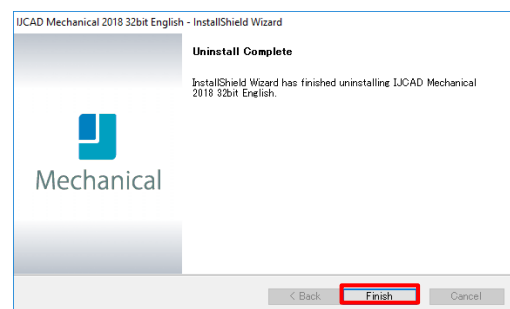 IJCAD Mechanical 2018 32bit English - InstallShield Wizard
Uninstall Complete
InstallShield Wizard has finished uninstalling IJCAD Mechanical
2018 32bit English.
Mechanical
< Back
Finish
Cancel